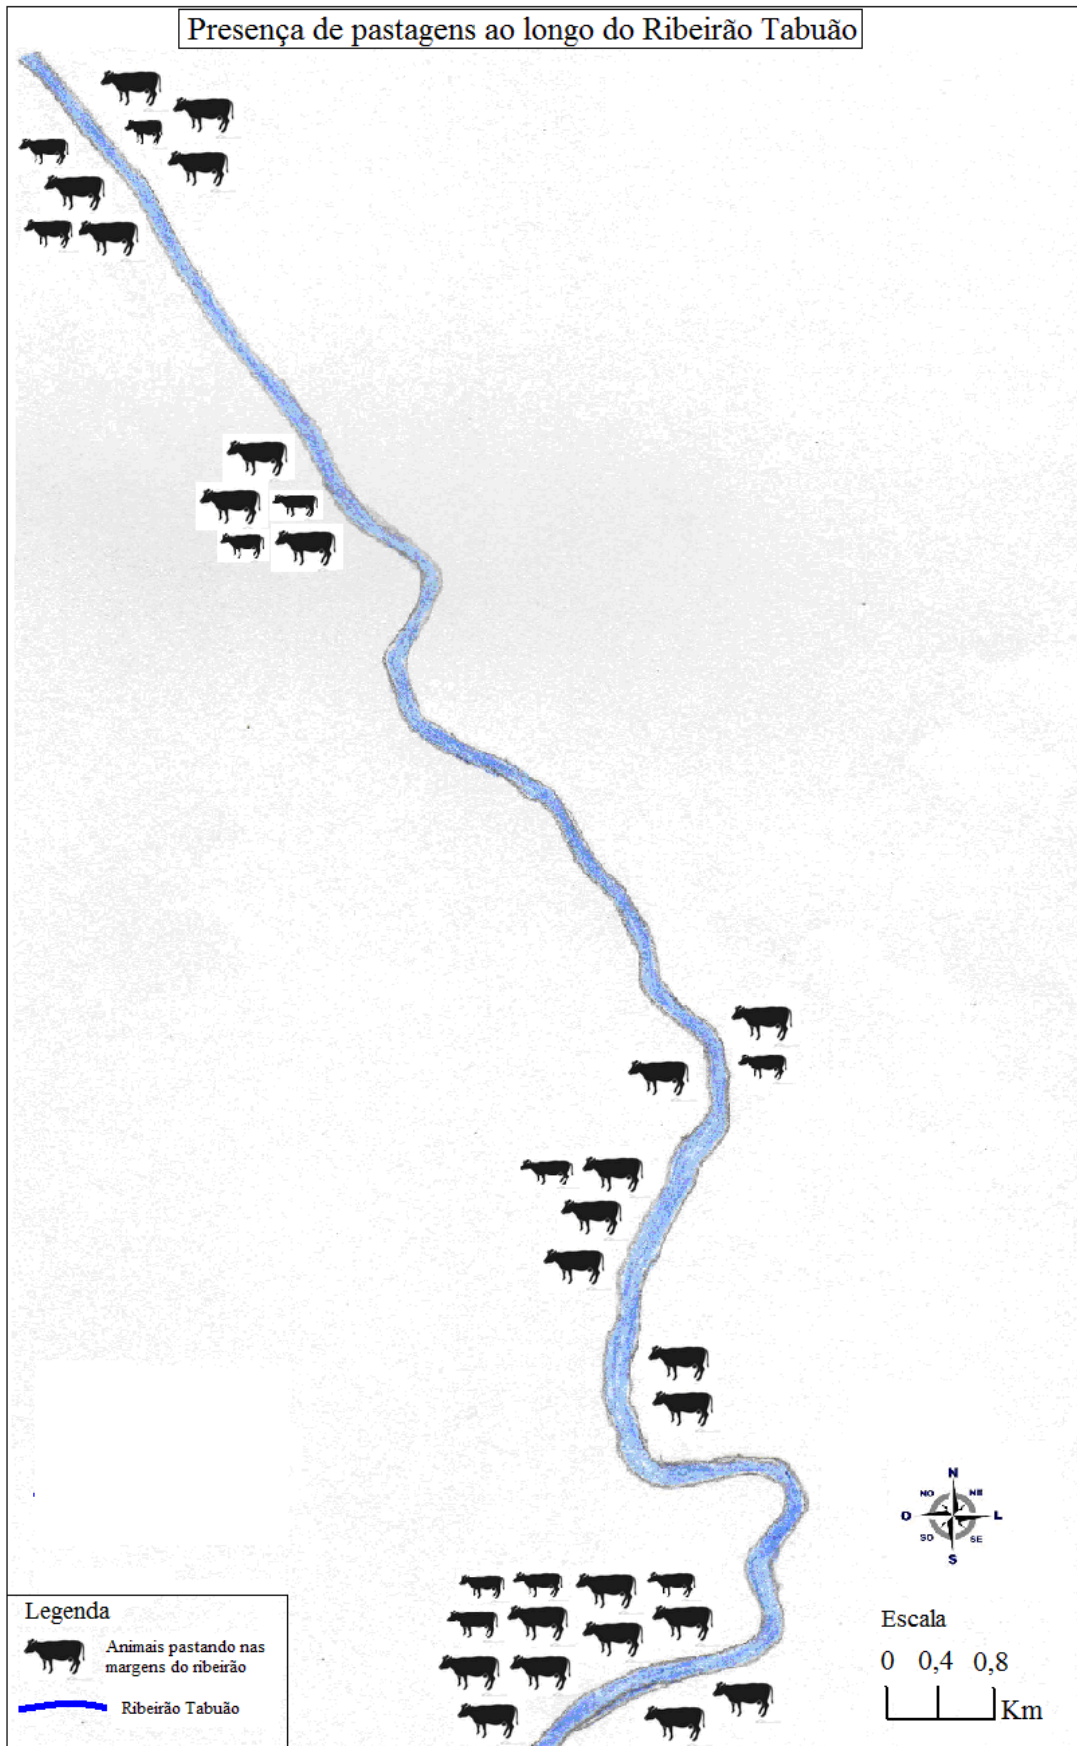 Presença de pastagens ao longo do Ribeirão Tabuão
N
NO
NE
O
L
SO
SE
S
Legenda
Animais pastando nas
margens do ribeirão
Ribeirão Tabuão
Escala
0 0,4 0,8
Km